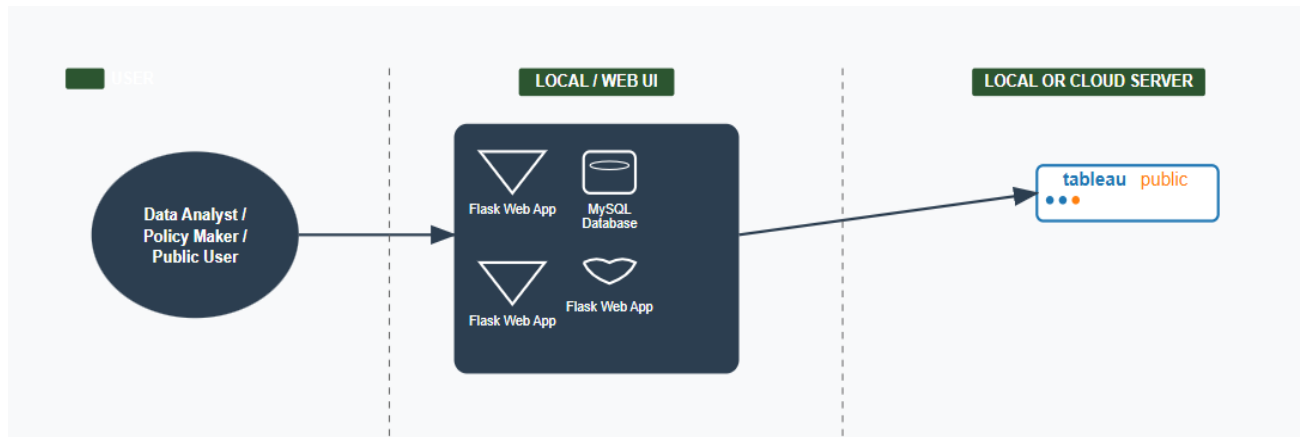 USER
LOCAL / WEB UI
LOCAL OR CLOUD SERVER
Data Analyst /
Policy Maker /
Public User
Flask Web App
MySQL
Database
Flask Web App
Flask Web App
tableau public